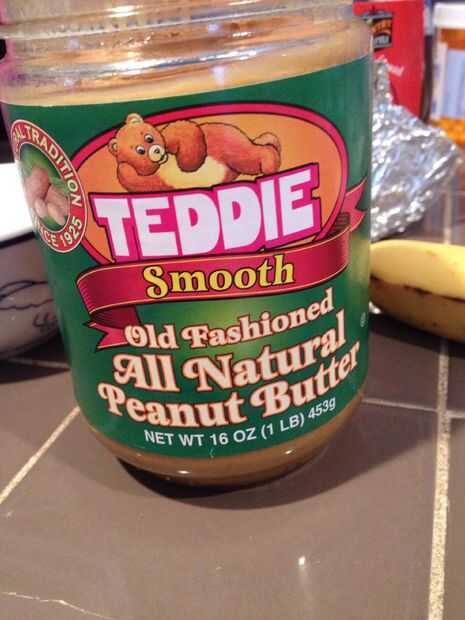 TRADITION
SINCE 1925
TEDDIE
Smooth
Old Fashioned
All Natural
Peanut Butter
NET WT 16 OZ (1 LB) 453g